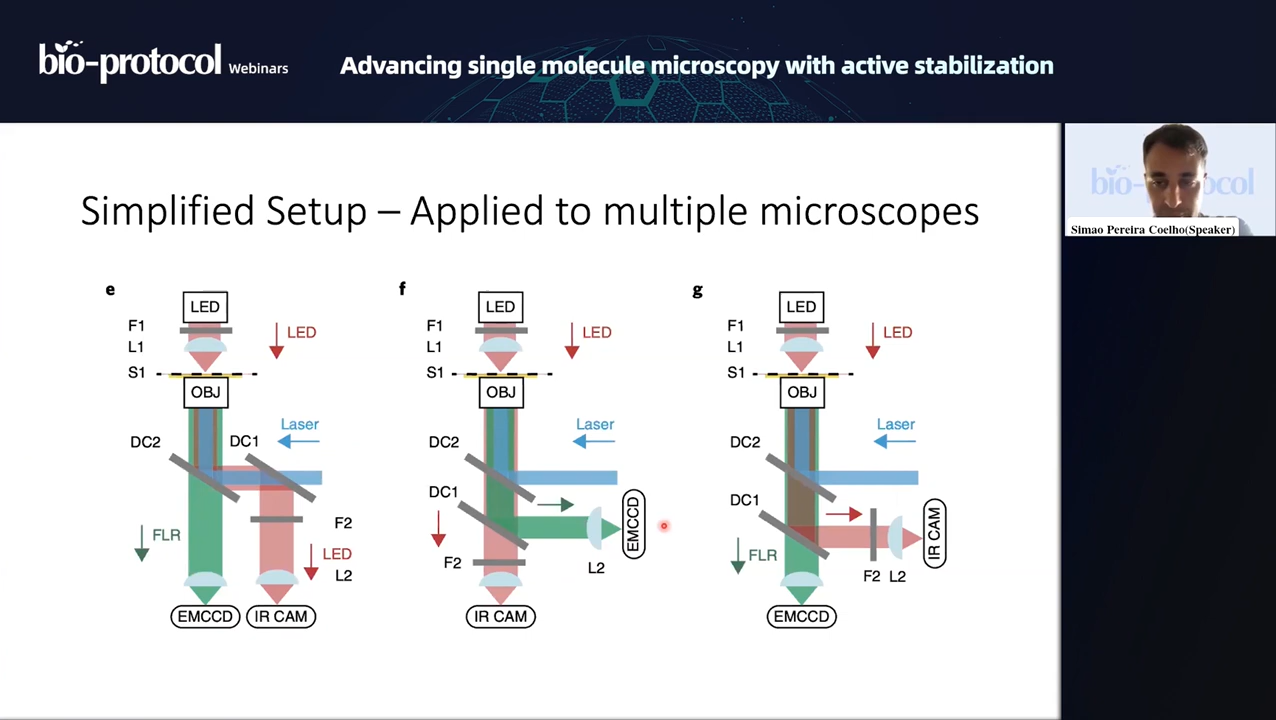 bio-protocol Webinars
Advancing single molecule microscopy with active stabilization
bio-protocol
Simao Pereira Coelho(Speaker)
Simplified Setup – Applied to multiple microscopes
e
LED
F1
LED
L1
S1
OBJ
Laser
DC2
DC1
F2
FLR
LED
L2
EMCCD
IR CAM
f
LED
F1
LED
L1
S1
OBJ
Laser
DC2
DC1
EMCCD
F2
L2
IR CAM
g
LED
F1
LED
L1
S1
OBJ
Laser
DC2
DC1
IR CAM
FLR
F2
L2
EMCCD